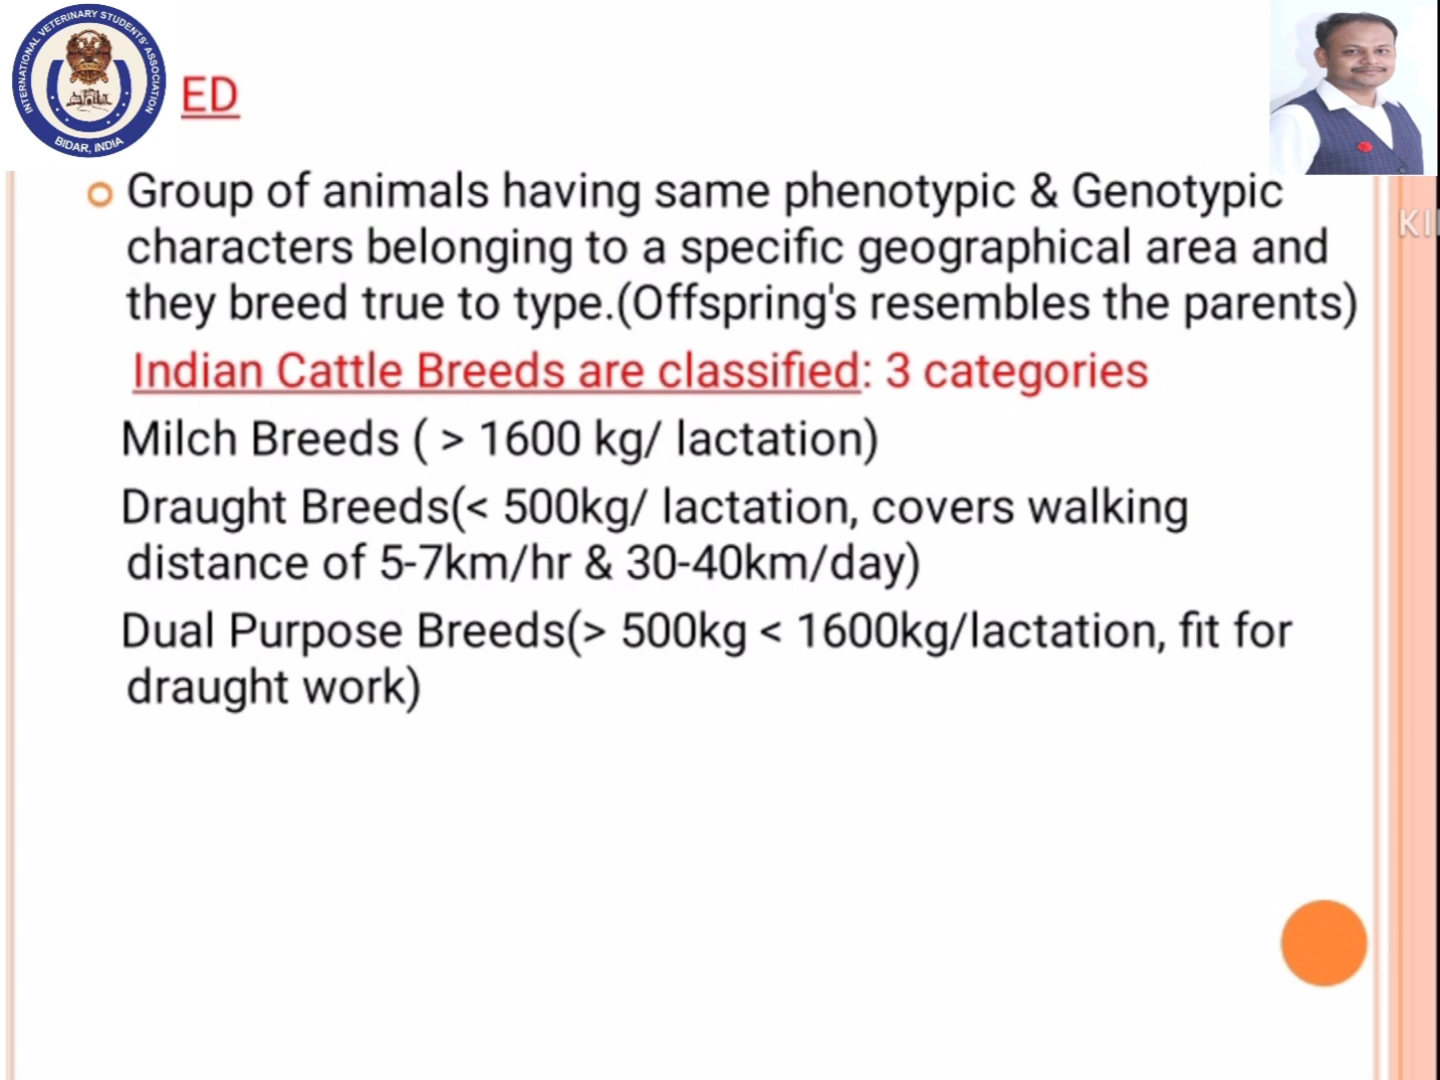 INTERNATIONAL VETERINARY STUDENTS' ASSOCIATION
BIDAR, INDIA
ED
Group of animals having same phenotypic & Genotypic
characters belonging to a specific geographical area and
they breed true to type.(Offspring's resembles the parents)
Indian Cattle Breeds are classified: 3 categories
Milch Breeds ( > 1600 kg/ lactation)
Draught Breeds(< 500kg/ lactation, covers walking
distance of 5-7km/hr & 30-40km/day)
Dual Purpose Breeds(> 500kg < 1600kg/lactation, fit for
draught work)